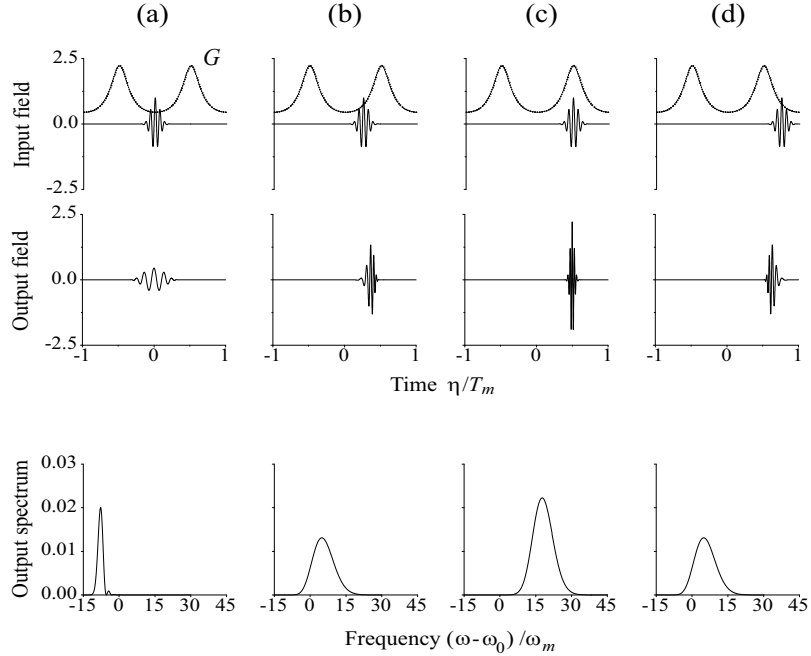 (a) (b) (c) (d)
G
Input field
2.5
0.0
-2.5
Output field
2.5
0.0
-2.5
-1 0 1 -1 0 1 -1 0 1 -1 0 1
Time η/Tm
Output spectrum
0.03
0.02
0.01
0.00
-15 0 15 30 45 -15 0 15 30 45 -15 0 15 30 45 -15 0 15 30 45
Frequency (ω-ω0)/ωm